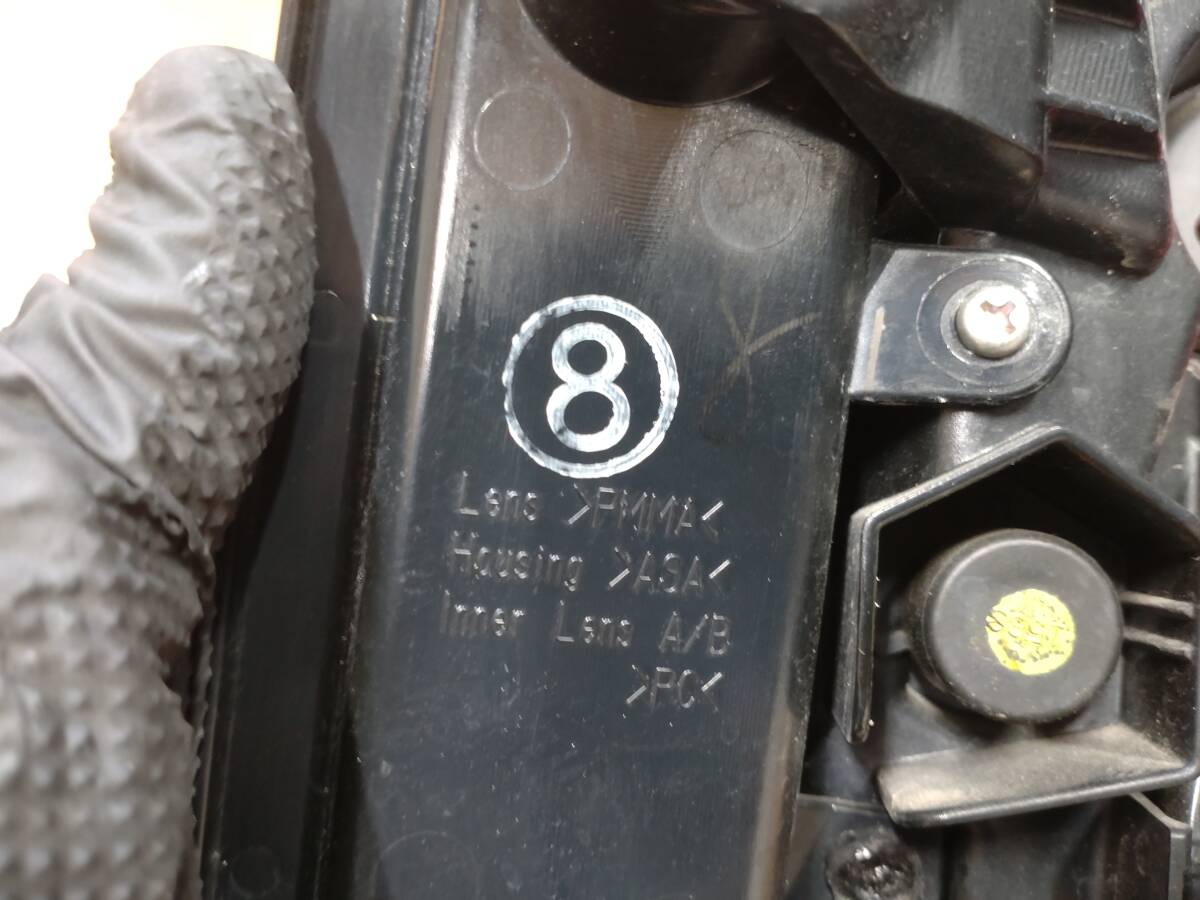 ⑧
Lens >PMMA<
Housing >ASA<
Inner Lens A/B
>PC<